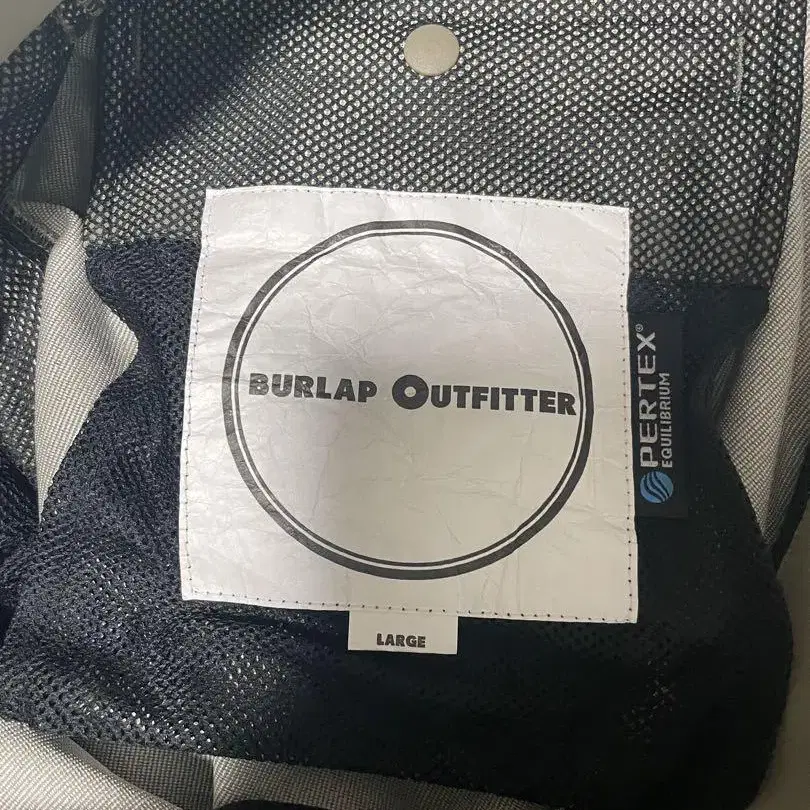 BURLAP OUTFITTER
PERTEX®
EQUILIBRIUM
LARGE